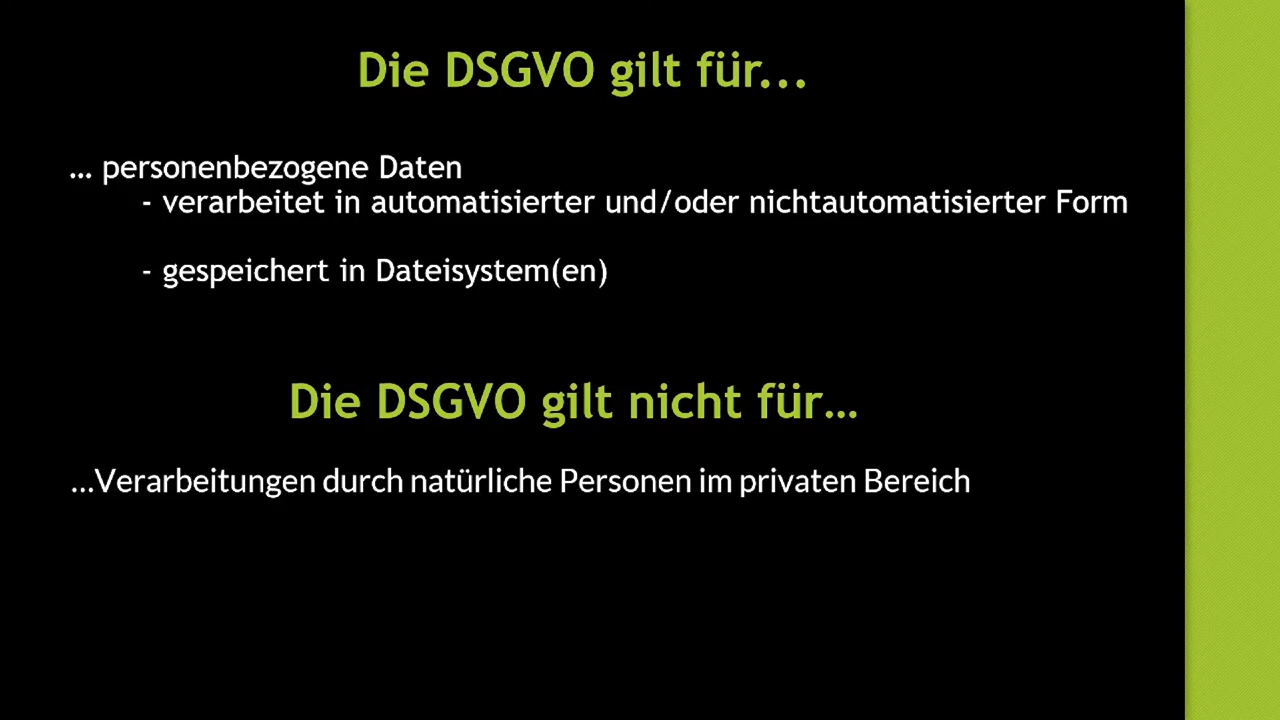 Die DSGVO gilt für...
... personenbezogene Daten
- verarbeitet in automatisierter und/oder nichtautomatisierter Form
- gespeichert in Dateisystem(en)
Die DSGVO gilt nicht für...
...Verarbeitungen durch natürliche Personen im privaten Bereich